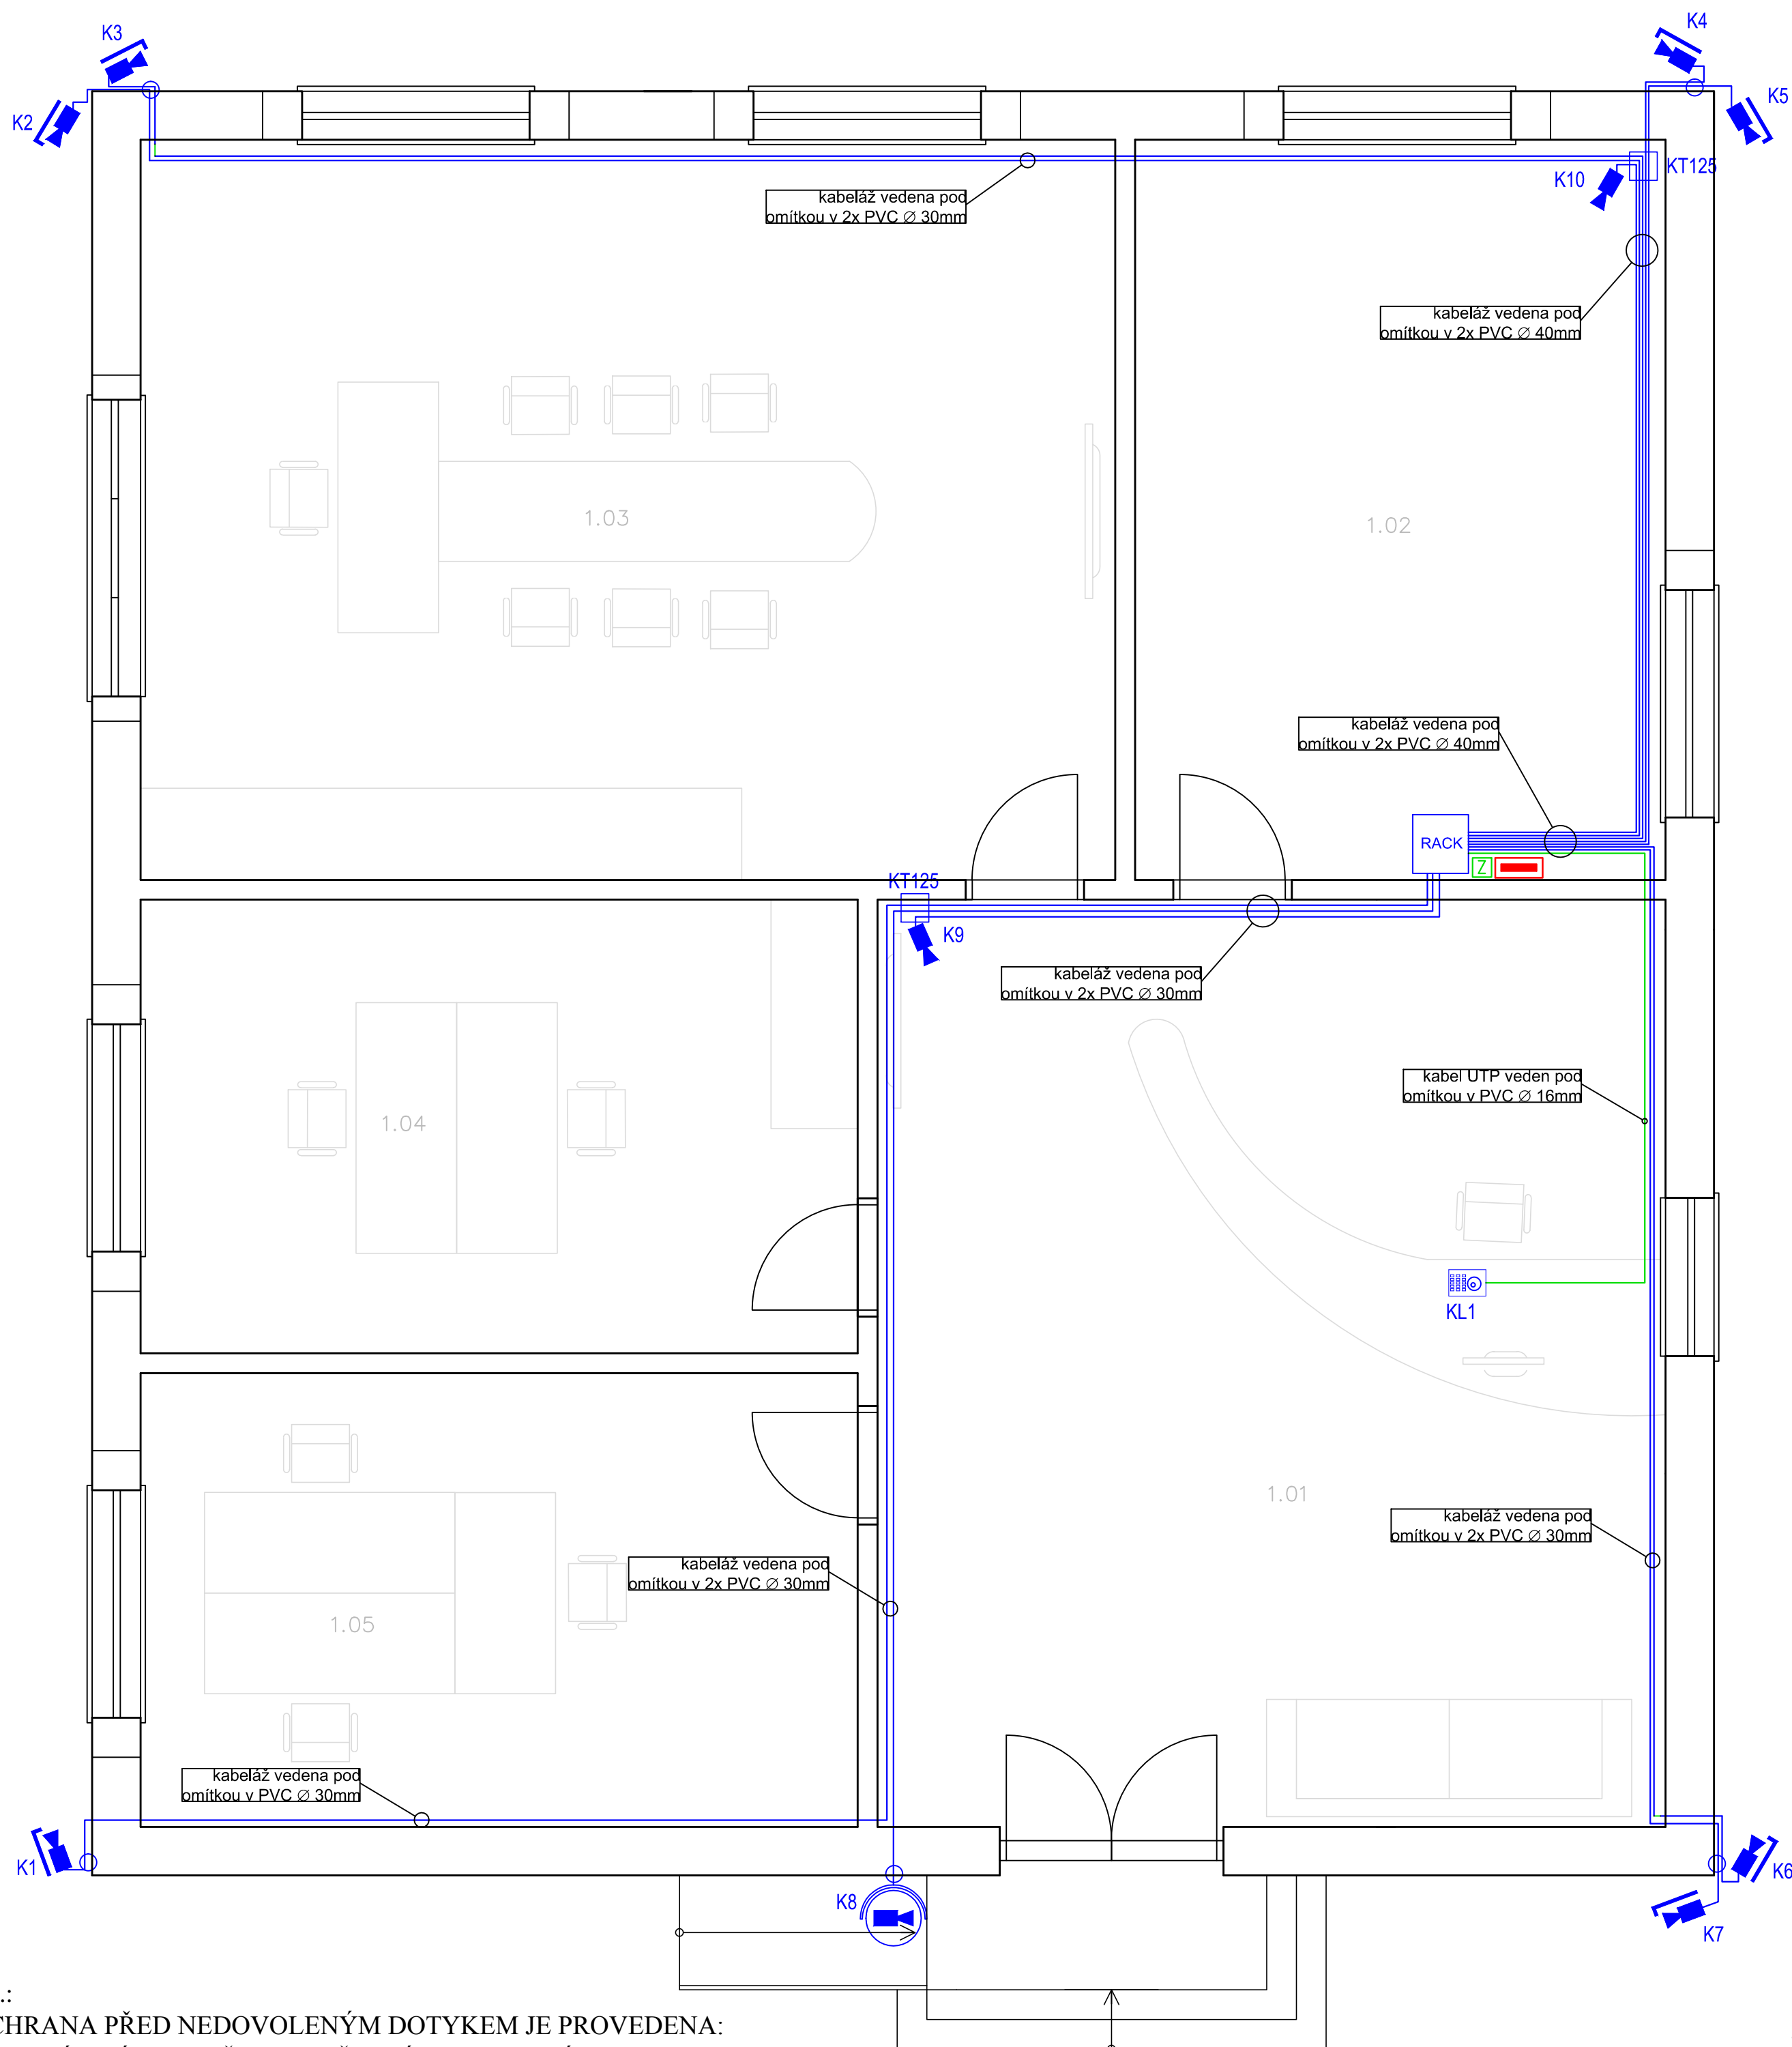 K3
K4
K2
K5
KT125
K10
kabeláž vedena pod
omítkou v 2x PVC ∅ 30mm
kabeláž vedena pod
omítkou v 2x PVC ∅ 40mm
1.03
1.02
kabeláž vedena pod
omítkou v 2x PVC ∅ 40mm
RACK
Z
KT125
K9
kabeláž vedena pod
omítkou v 2x PVC ∅ 30mm
kabel UTP veden pod
omítkou v PVC ∅ 16mm
1.04
KL1
1.01
kabeláž vedena pod
omítkou v 2x PVC ∅ 30mm
kabeláž vedena pod
omítkou v 2x PVC ∅ 30mm
1.05
kabeláž vedena pod
omítkou v PVC ∅ 30mm
K1
K6
K8
K7
.:
CHRANA PŘED NEDOVOLENÝM DOTYKEM JE PROVEDENA: